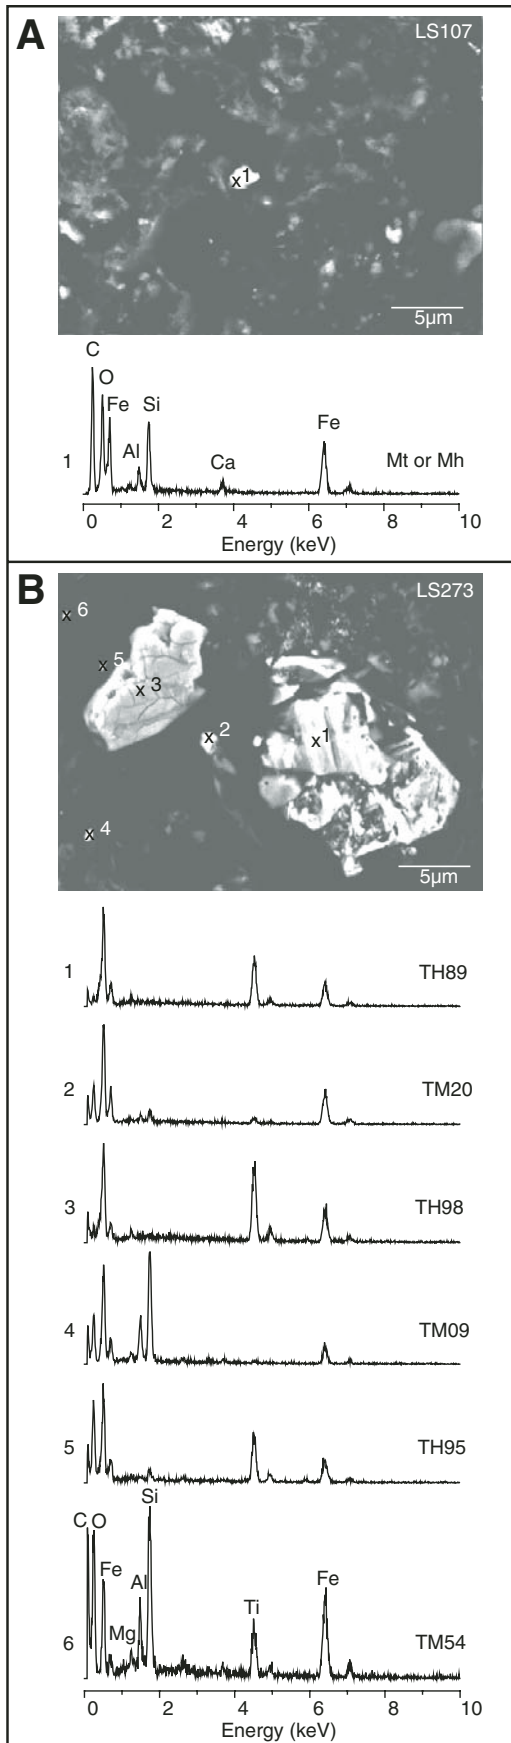 A
LS107
x1
5µm
C
O
Fe
Al
Si
Ca
Fe
1
Mt or Mh
0 2 4 6 8 10
Energy (keV)
B
LS273
x 6
x 5
x 3
x 2
x1
x 4
5µm
1 TH89
2 TM20
3 TH98
4 TM09
5 TH95
Si
C O
Fe
Al
Mg
Ti
Fe
6 TM54
0 2 4 6 8 10
Energy (keV)